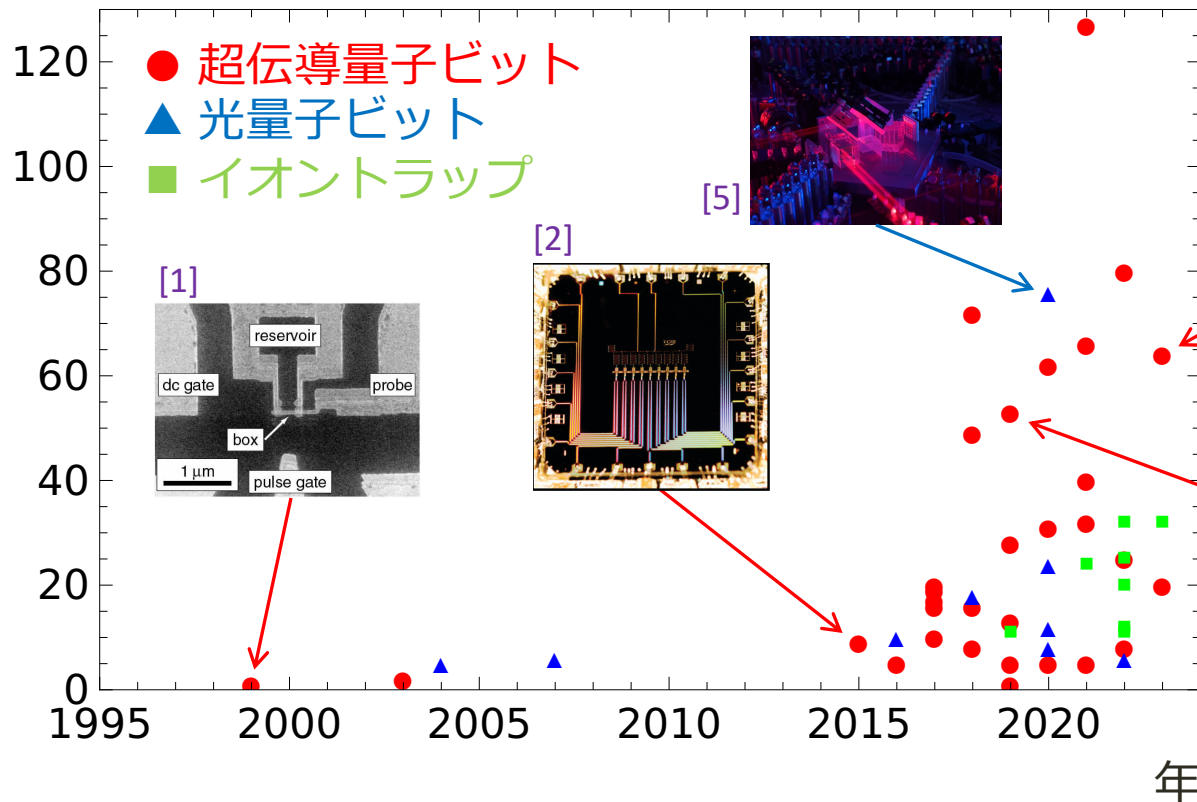 120
100
80
60
40
20
0
超伝導量子ビット
光量子ビット
イオントラップ
[5]
[2]
[1]
reservoir
dc gate
probe
box
1 μm
pulse gate
1995
2000
2005
2010
2015
2020
年